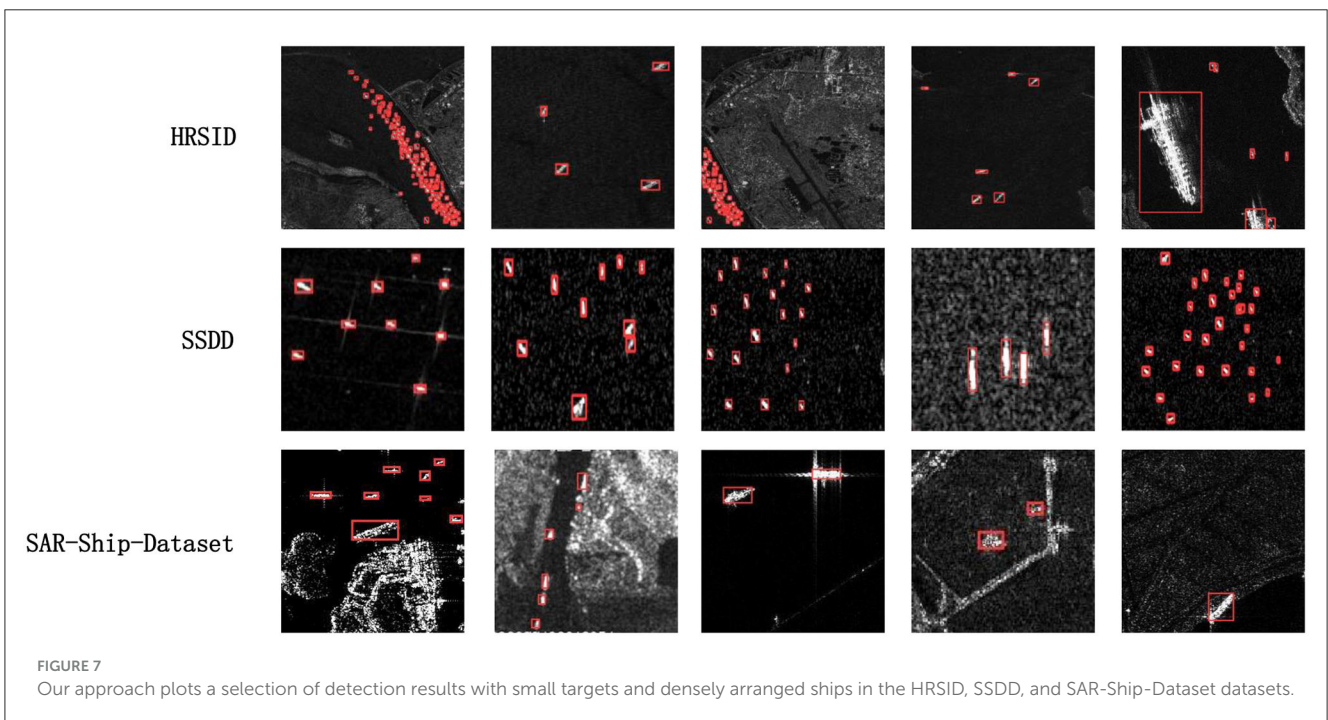 HRSID
SSDD
SAR-Ship-Dataset
FIGURE 7
Our approach plots a selection of detection results with small targets and densely arranged ships in the HRSID, SSDD, and SAR-Ship-Dataset datasets.